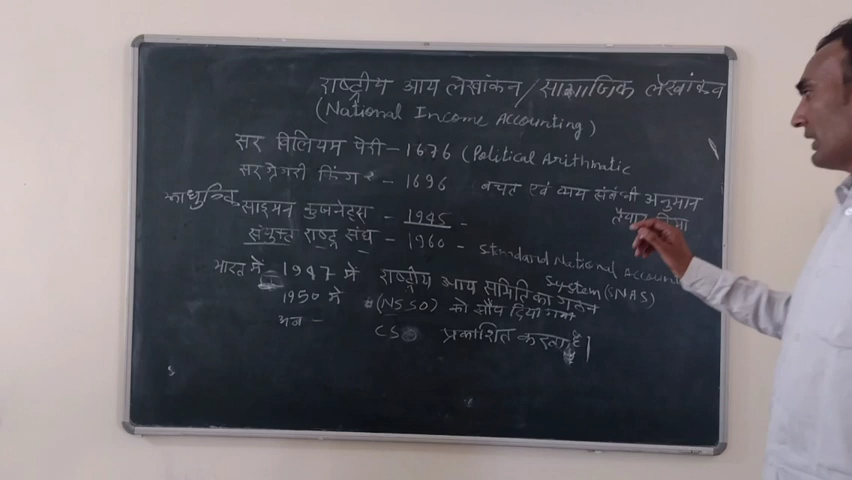 राष्ट्रीय आय लेखांकन/सामाजिक लेखांकन
(National Income Accounting)
सर विलियम पेरी - 1676 (Political Arithmatic
सर ग्रेगरी किंग - 1696 बचत एवं व्यय संबंधी अनुमान
तैयार किया
आधुनिक साइमन कुजनेट्स - 1945 -
संयुक्त राष्ट्र संघ - 1960 - Standard National Account
System (SNAS)
भारत में - 1947 में राष्ट्रीय आय समिति का गठन
1950 में (NSSO) को सौंप दिया गया
अब - CSO प्रकाशित करता है|